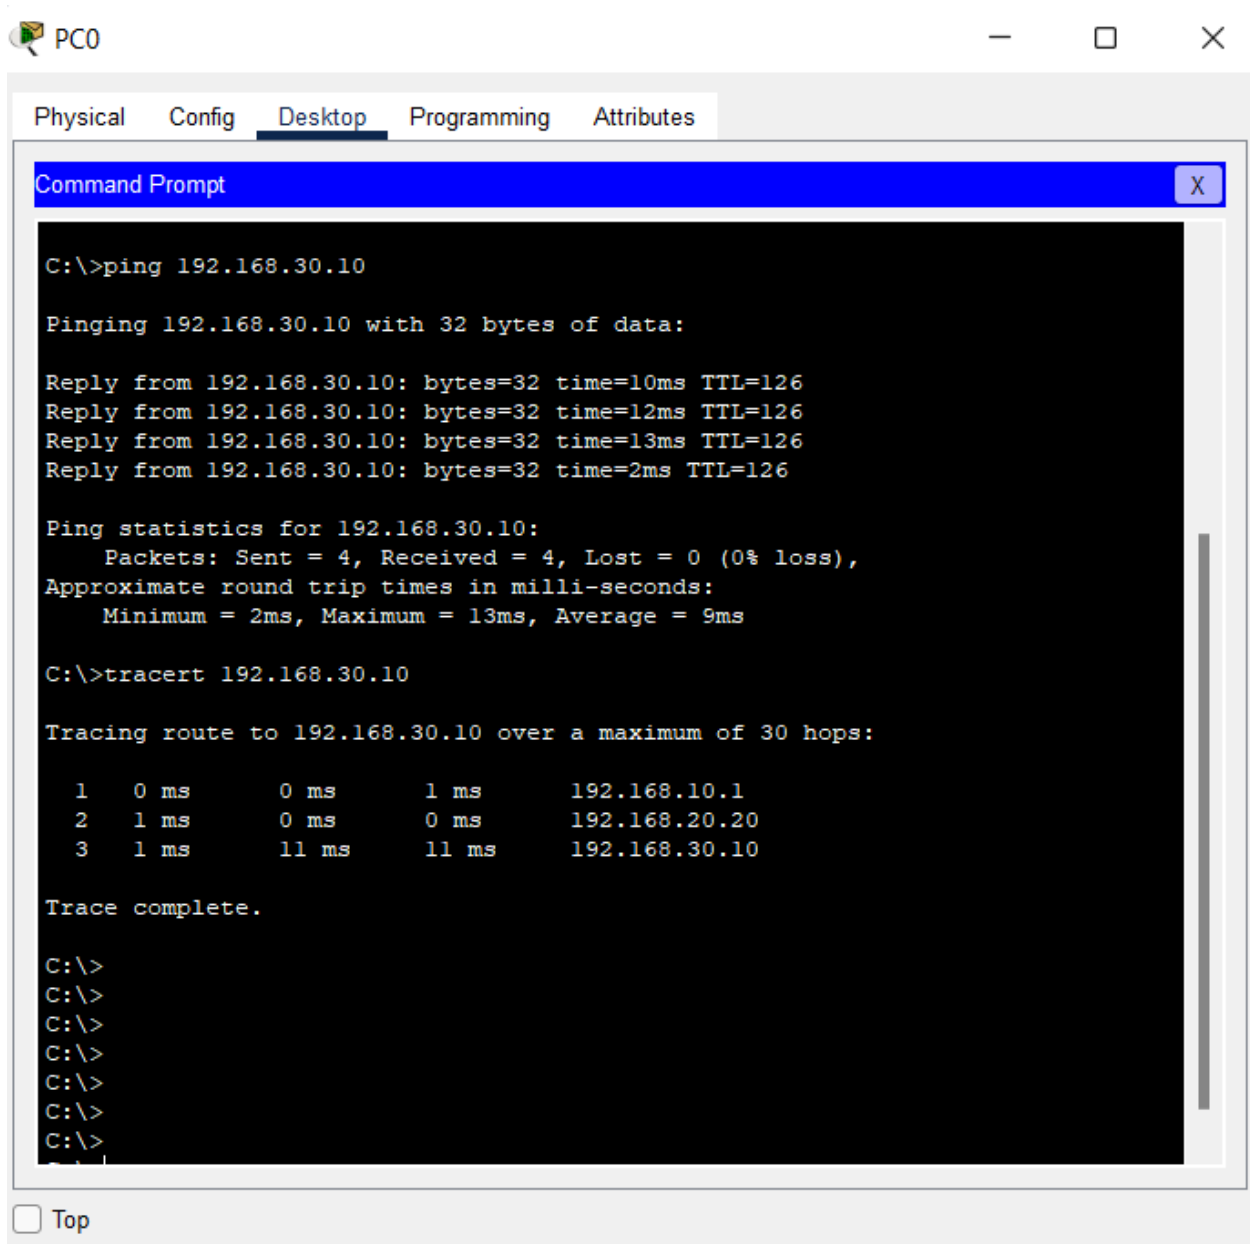 PC0
Physical Config Desktop Programming Attributes
Command Prompt X
C:\>ping 192.168.30.10
Pinging 192.168.30.10 with 32 bytes of data:
Reply from 192.168.30.10: bytes=32 time=10ms TTL=126
Reply from 192.168.30.10: bytes=32 time=12ms TTL=126
Reply from 192.168.30.10: bytes=32 time=13ms TTL=126
Reply from 192.168.30.10: bytes=32 time=2ms TTL=126
Ping statistics for 192.168.30.10:
Packets: Sent = 4, Received = 4, Lost = 0 (0% loss),
Approximate round trip times in milli-seconds:
Minimum = 2ms, Maximum = 13ms, Average = 9ms
C:\>tracert 192.168.30.10
Tracing route to 192.168.30.10 over a maximum of 30 hops:
1 0 ms 0 ms 1 ms 192.168.10.1
2 1 ms 0 ms 0 ms 192.168.20.20
3 1 ms 11 ms 11 ms 192.168.30.10
Trace complete.
C:\>
C:\>
C:\>
C:\>
C:\>
C:\>
C:\>
Top